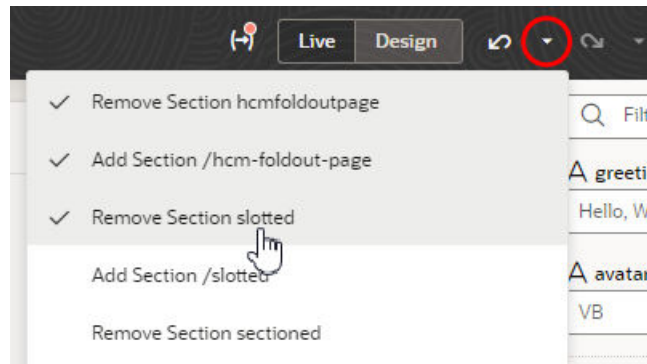 Live Design
Remove Section hcmfoldoutpage
Add Section /hcm-foldout-page
Remove Section slotted
Add Section /slotted
Remove Section sectioned
Filt
greeti
Hello, W
avatar
VB